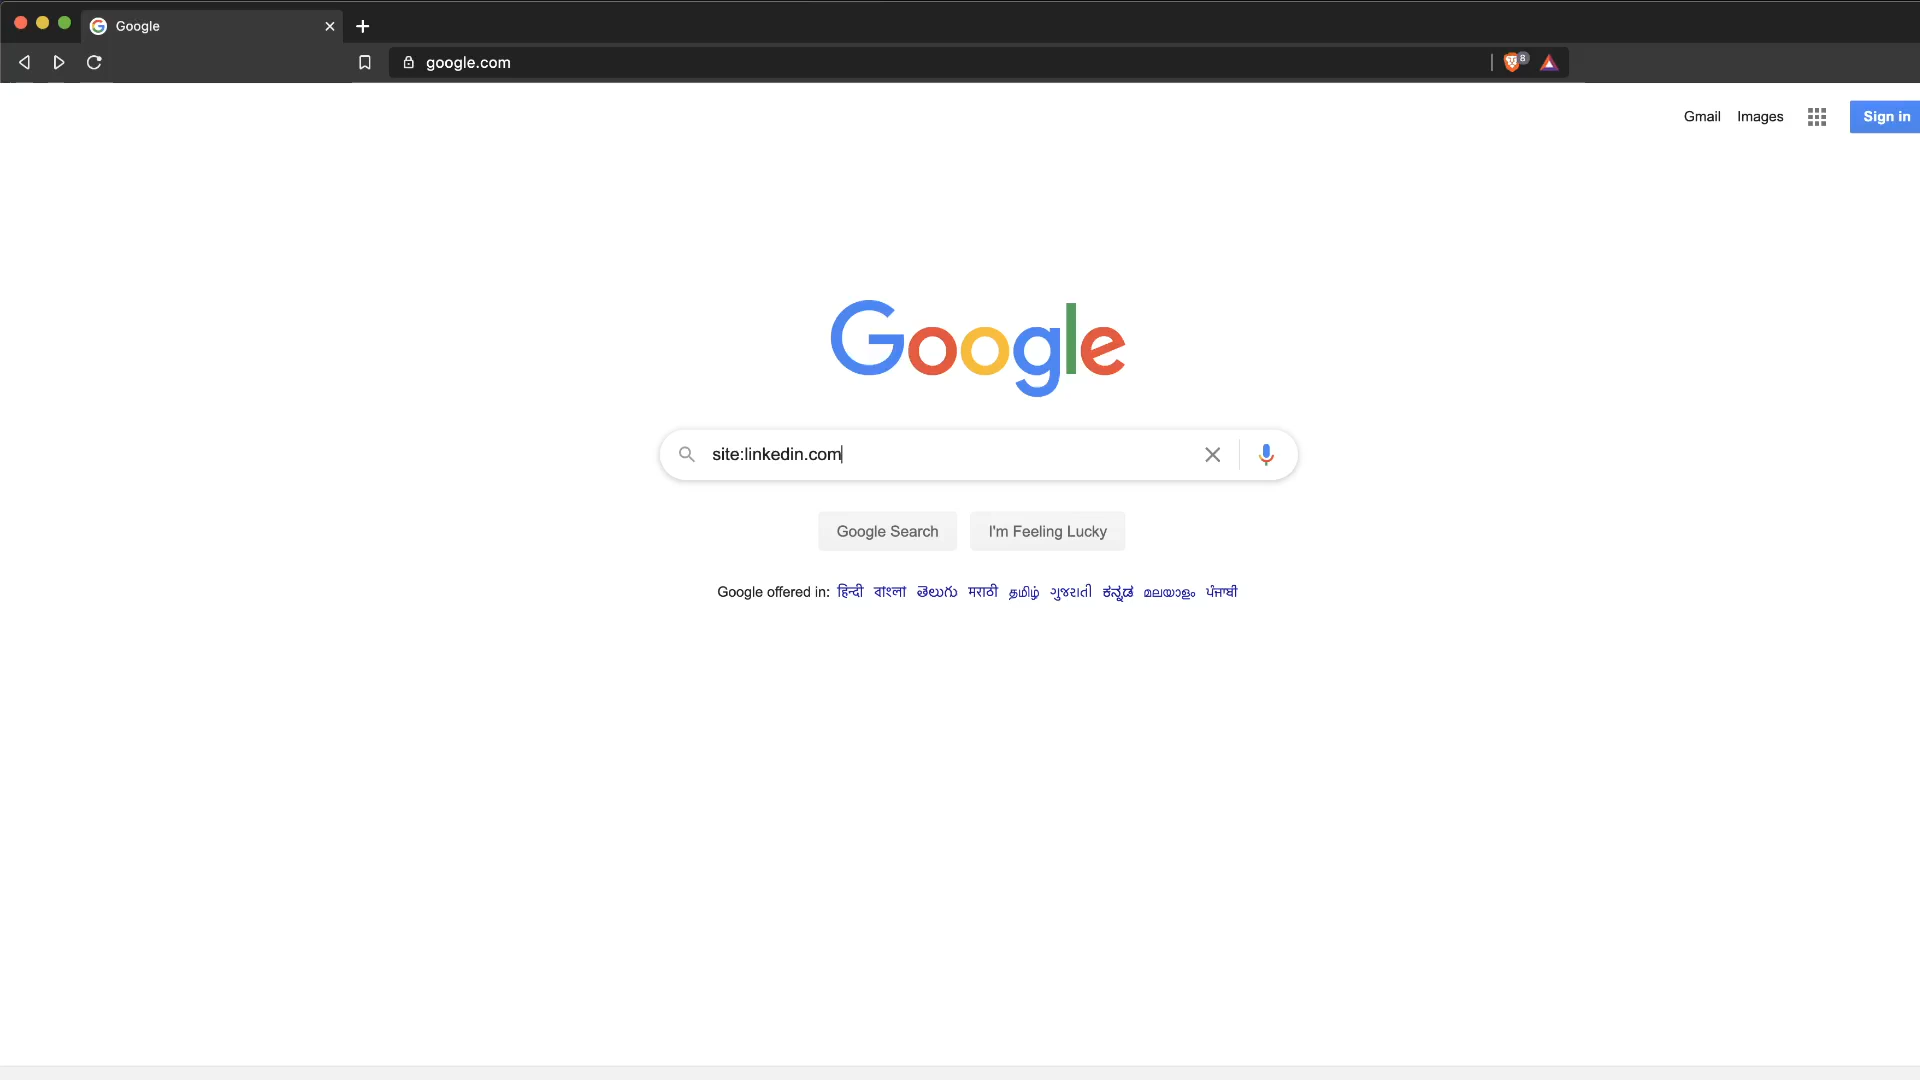 Google
google.com
8
Gmail Images
Sign in
Google
site:linkedin.com
Google Search I'm Feeling Lucky
Google offered in: हिन्दी বাংলা తెలుగు मराठी தமிழ் ગુજરાતી ಕನ್ನಡ മലയാളം ਪੰਜਾਬੀ